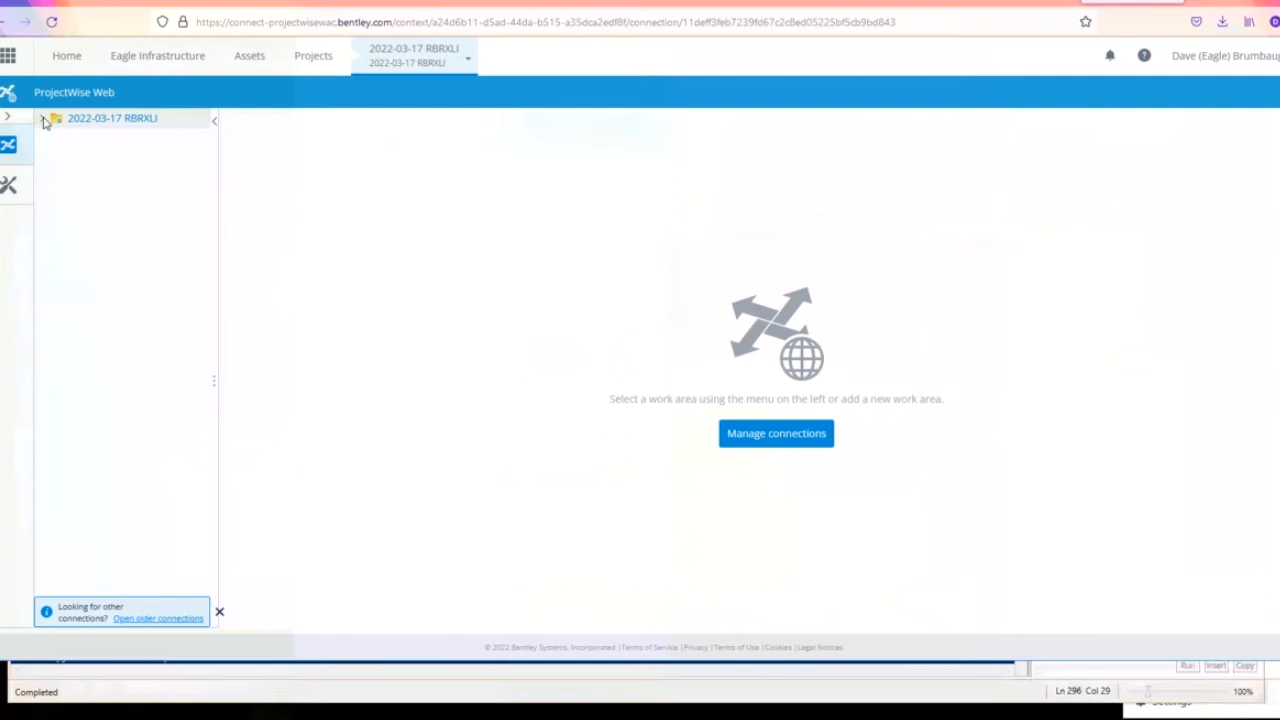 https://connect-projectwisewac.bentley.com/context/a24d6b11-d5ad-44da-b515-a35dca2edf8f/connection/11deff3feb7239fd67c2c8ed05225bf5cb9bd843
Home Eagle Infrastructure Assets Projects 2022-03-17 RBRXLI
2022-03-17 RBRXLI
Dave (Eagle) Brumbaug
ProjectWise Web
2022-03-17 RBRXLI
Select a work area using the menu on the left or add a new work area.
Manage connections
Looking for other
connections? Open older connections
© 2022 Bentley Systems, Incorporated | Terms of Service | Privacy | Terms of Use | Cookies | Legal Notices
Run Insert Copy
Completed Ln 296 Col 29 100%
Settings